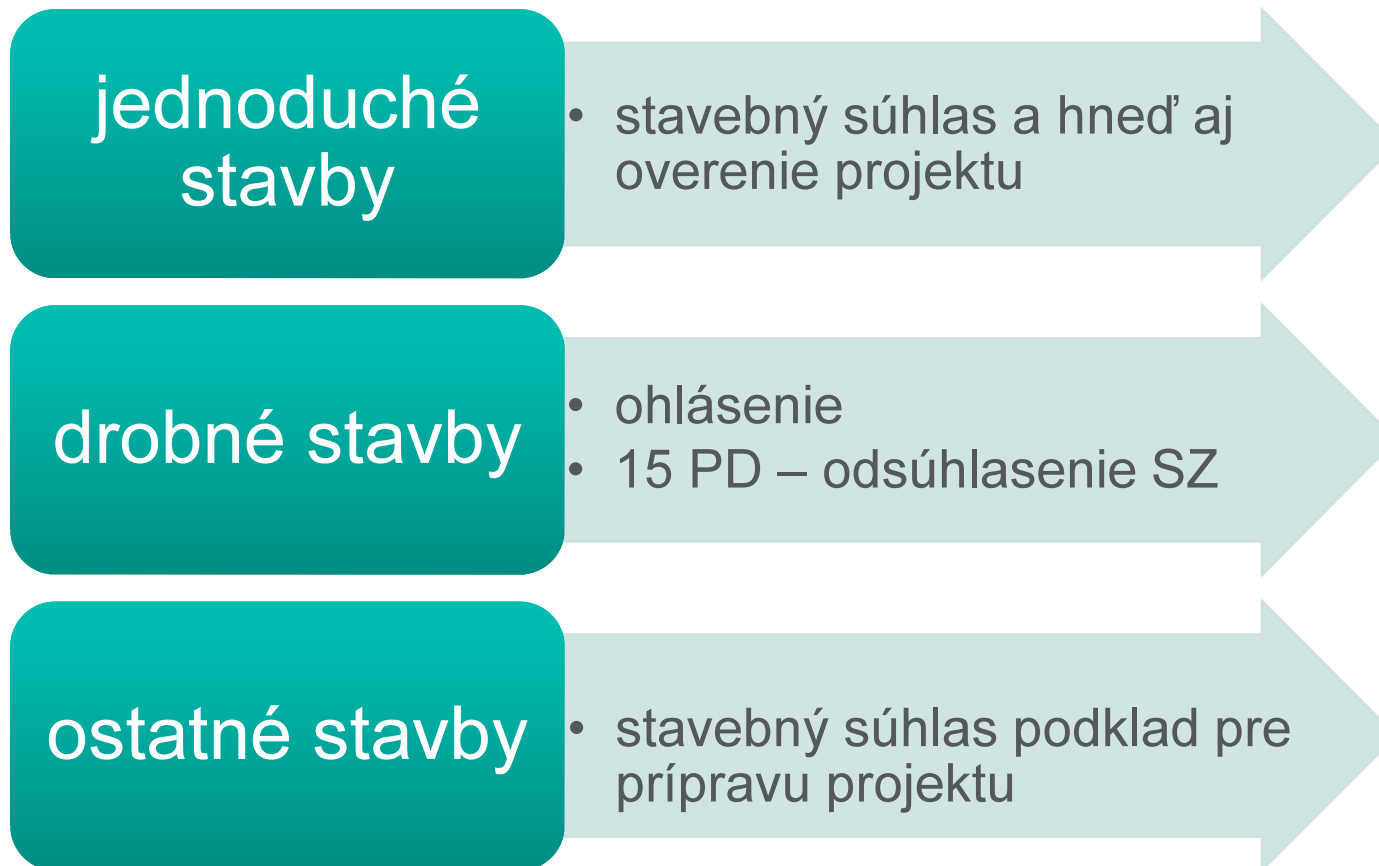 jednoduché
stavby
• stavebný súhlas a hneď aj
overenie projektu
drobné stavby
• ohlásenie
• 15 PD – odsúhlasenie SZ
ostatné stavby
• stavebný súhlas podklad pre
prípravu projektu